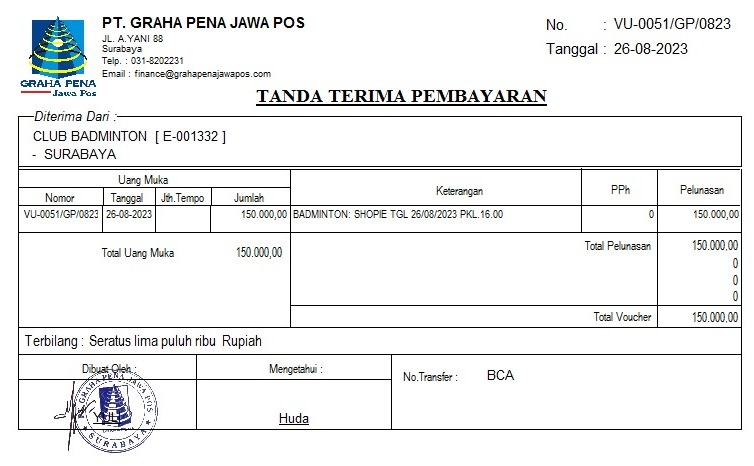 PT. GRAHA PENA JAWA POS
JL. A.YANI 88
Surabaya
Telp. : 031-8202231
Email : finance@grahapenajawapos.com
GRAHA PENA
Jawa Pos
No. : VU-0051/GP/0823
Tanggal : 26-08-2023
TANDA TERIMA PEMBAYARAN
Diterima Dari :
CLUB BADMINTON [ E-001332 ]
- SURABAYA
Uang Muka Keterangan PPh Pelunasan
Nomor Tanggal Jth.Tempo Jumlah
VU-0051/GP/0823 26-08-2023 150.000,00 BADMINTON: SHOPIE TGL 26/08/2023 PKL.16.00 0 150.000,00
Total Uang Muka 150.000,00 Total Pelunasan 150.000,00
0
0
0
Total Voucher 150.000,00
Terbilang : Seratus lima puluh ribu Rupiah
Dibuat Oleh : Mengetahui : No.Transfer : BCA
PT. GRAHA PENA JAWA POS
SURABAYA
Huda